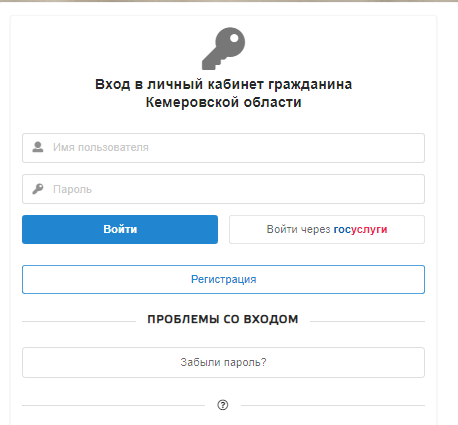 Вход в личный кабинет гражданина
Кемеровской области
Имя пользователя
Пароль
Войти
Войти через госуслуги
Регистрация
ПРОБЛЕМЫ СО ВХОДОМ
Забыли пароль?
?